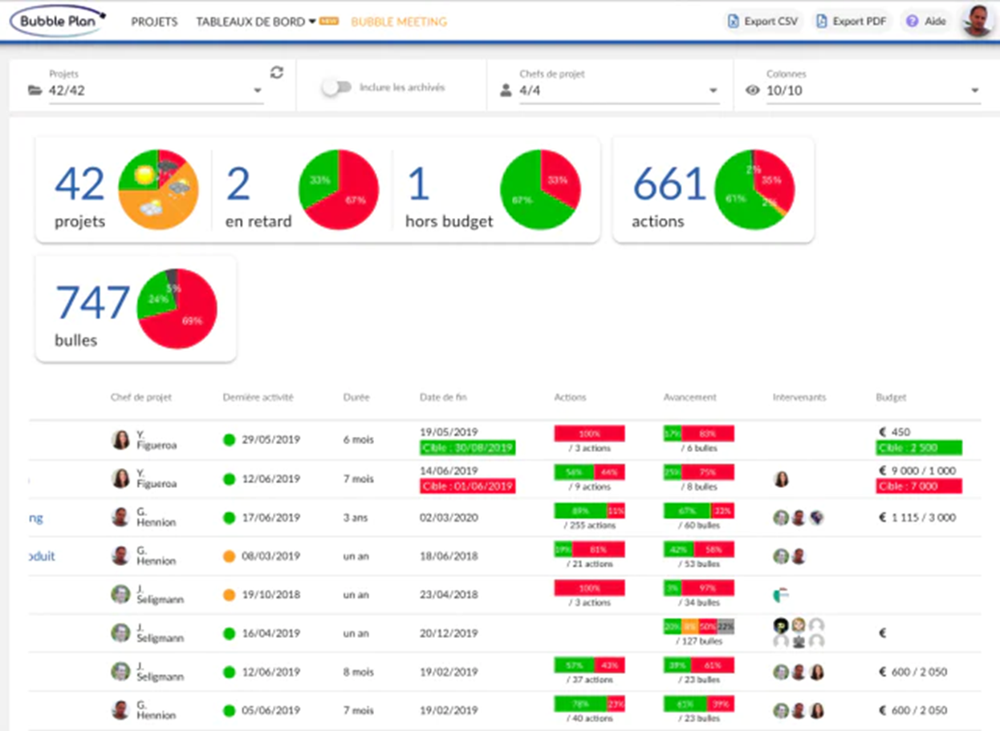 Bubble Plan
PROJETS
TABLEAUX DE BORD
NEW
BUBBLE MEETING
Export CSV
Export PDF
Aide
Projets
42/42
Inclure les archivés
Chefs de projet
4/4
Colonnes
10/10
42
projets
2
en retard
33%
67%
1
hors budget
33%
67%
661
actions
2%
35%
61%
2%
747
bulles
5%
24%
69%
Chef de projet Dernière activité Durée Date de fin Actions Avancement Intervenants Budget
Y. Figueroa 29/05/2019 6 mois 19/05/2019 100% 17% 83% € 450
Cible : 30/08/2019 / 3 actions / 6 bulles Cible : 2 500
Y. Figueroa 12/06/2019 7 mois 14/06/2019 56% 44% 25% 75% € 9 000 / 1 000
Cible : 01/06/2019 / 9 actions / 8 bulles Cible : 7 000
ng G. Hennion 17/06/2019 3 ans 02/03/2020 89% 11% 67% 33% € 1 115 / 3 000
/ 255 actions / 60 bulles
oduit G. Hennion 08/03/2019 un an 18/06/2018 19% 81% 42% 58%
/ 21 actions / 53 bulles
J. Seligmann 19/10/2018 un an 23/04/2018 100% 3% 97%
/ 3 actions / 34 bulles
J. Seligmann 16/04/2019 un an 20/12/2019 20% 50% 22% €
/ 127 bulles
J. Seligmann 12/06/2019 8 mois 19/02/2019 57% 43% 39% 61% € 600 / 2 050
/ 37 actions / 23 bulles
G. Hennion 05/06/2019 7 mois 19/02/2019 78% 23% 61% 39% € 600 / 2 050
/ 40 actions / 23 bulles